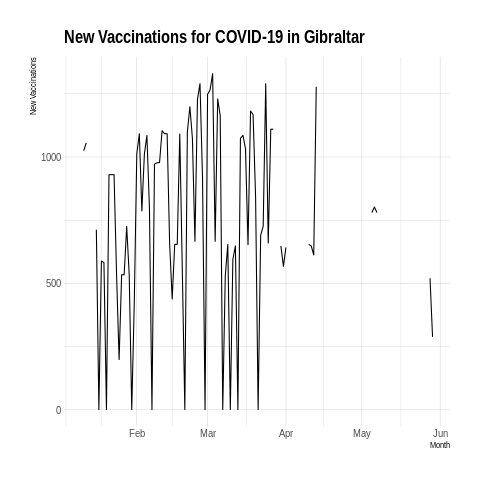 New Vaccinations for COVID-19 in Gibraltar
New Vaccinations
1000
500
0
Feb Mar Apr May Jun
Month